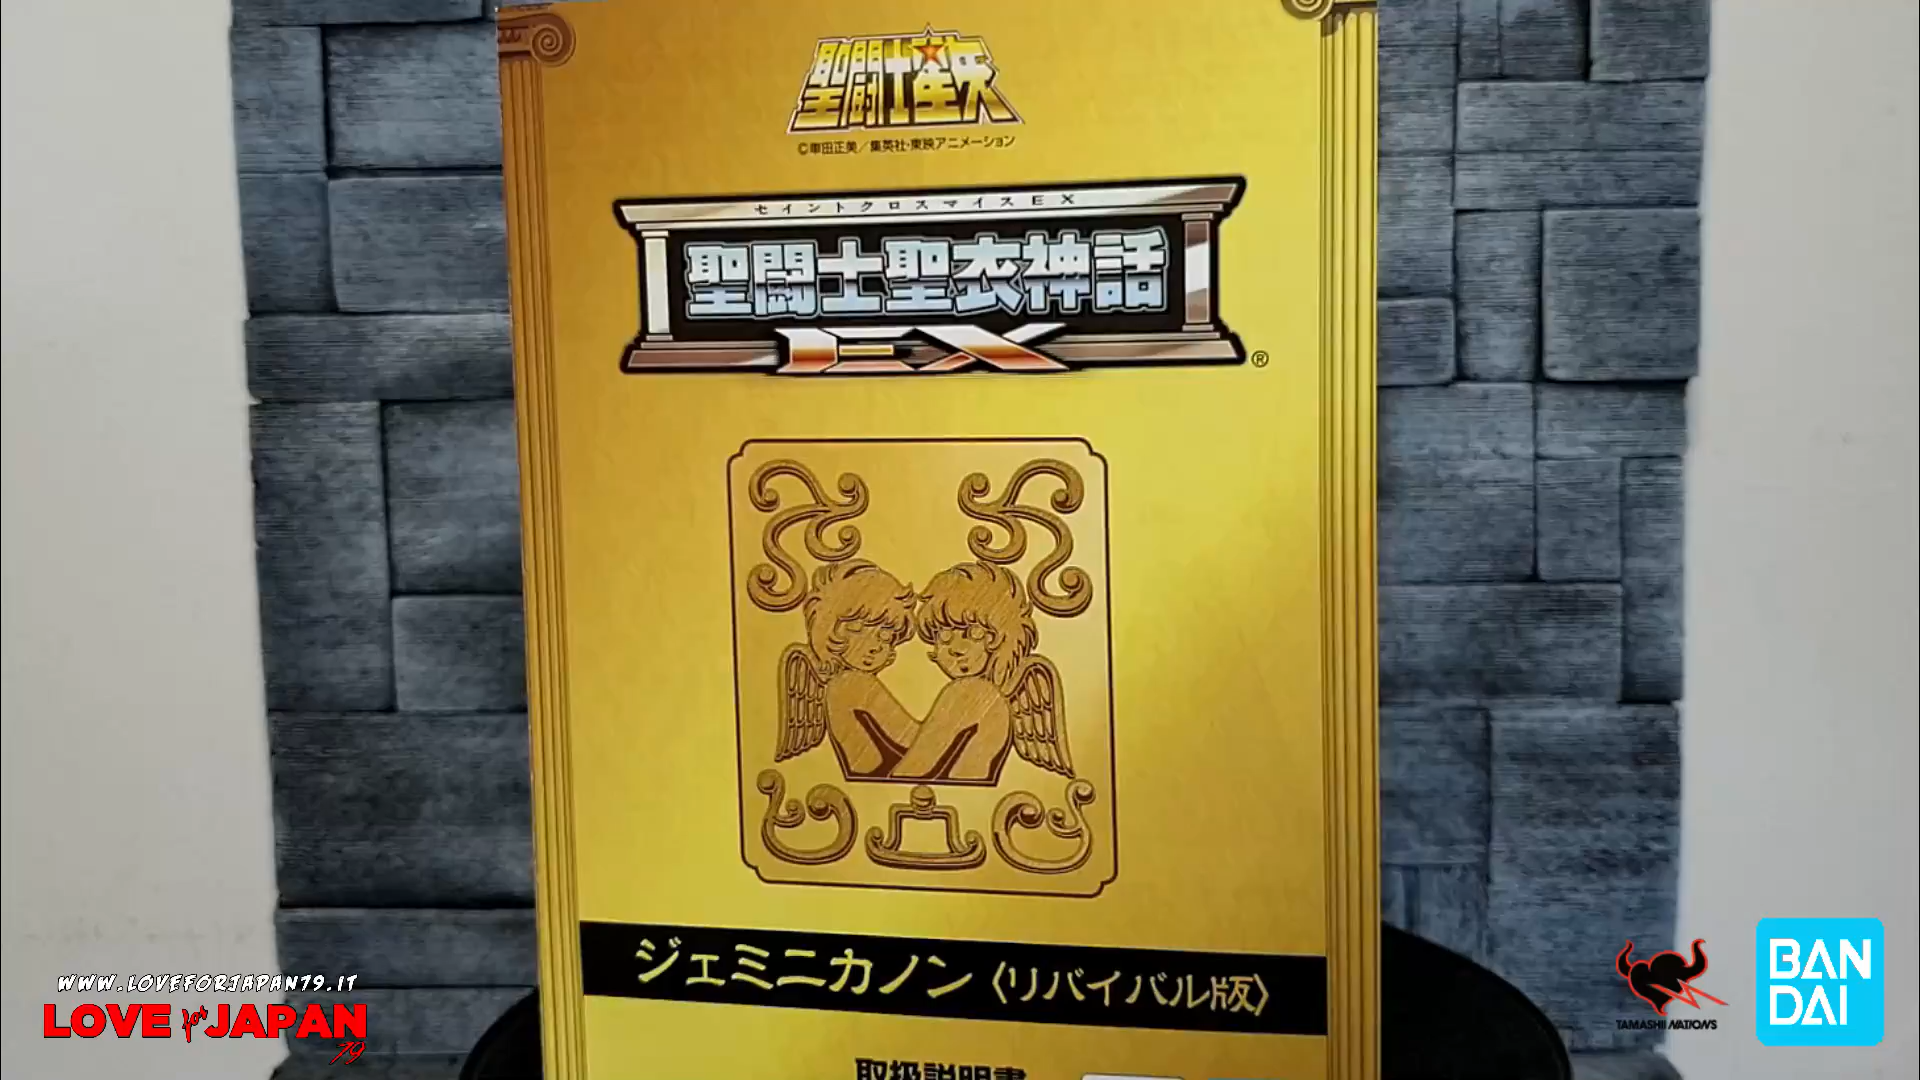 聖闘士星矢
©車田正美／集英社・東映アニメーション
セイントクロスマイスEX
聖闘士聖衣神話
EX
®
ジェミニカノン〈リバイバル版〉
取扱説明書
WWW.LOVEFORJAPAN79.IT
LOVE for JAPAN
79
TAMASHII NATIONS
BAN
DAI